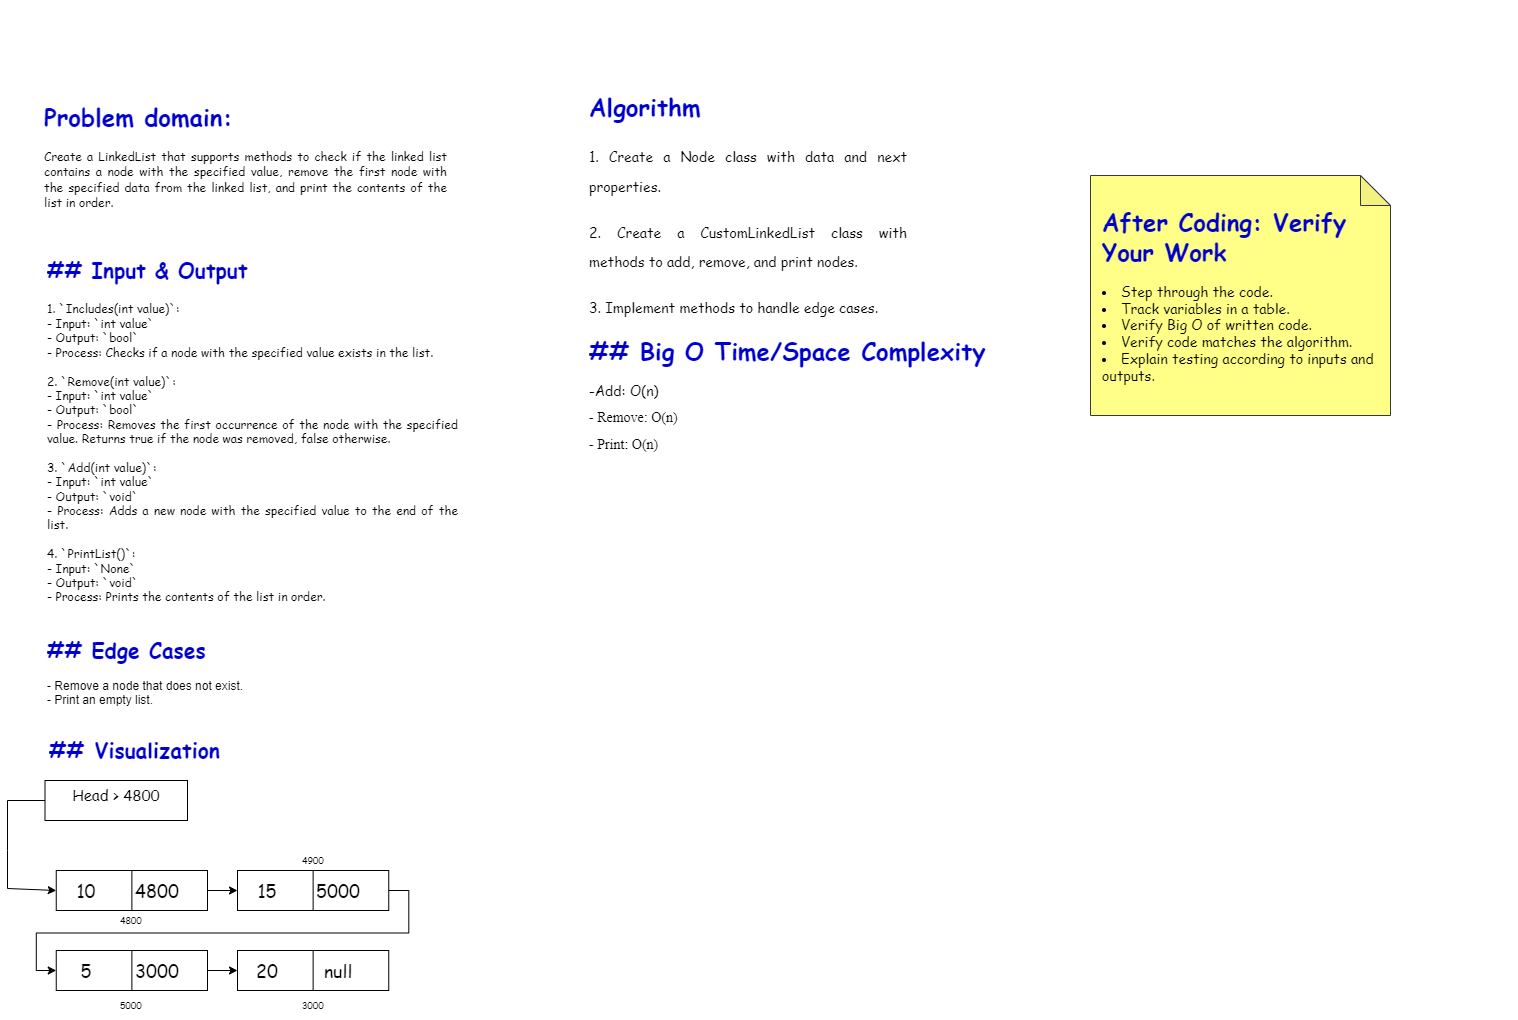 Problem domain:
Create a LinkedList that supports methods to check if the linked list
contains a node with the specified value, remove the first node with
the specified data from the linked list, and print the contents of the
list in order.
## Input & Output
1. `Includes(int value)`:
- Input: `int value`
- Output: `bool`
- Process: Checks if a node with the specified value exists in the list.
2. `Remove(int value)`:
- Input: `int value`
- Output: `bool`
- Process: Removes the first occurrence of the node with the specified
value. Returns true if the node was removed, false otherwise.
3. `Add(int value)`:
- Input: `int value`
- Output: `void`
- Process: Adds a new node with the specified value to the end of the
list.
4. `PrintList()`:
- Input: `None`
- Output: `void`
- Process: Prints the contents of the list in order.
## Edge Cases
- Remove a node that does not exist.
- Print an empty list.
## Visualization
Head > 4800
4900
10 4800 15 5000
4800
5 3000 20 null
5000 3000
Algorithm
1. Create a Node class with data and next
properties.
2. Create a CustomLinkedList class with
methods to add, remove, and print nodes.
3. Implement methods to handle edge cases.
## Big O Time/Space Complexity
-Add: O(n)
- Remove: O(n)
- Print: O(n)
After Coding: Verify
Your Work
• Step through the code.
• Track variables in a table.
• Verify Big O of written code.
• Verify code matches the algorithm.
• Explain testing according to inputs and
outputs.